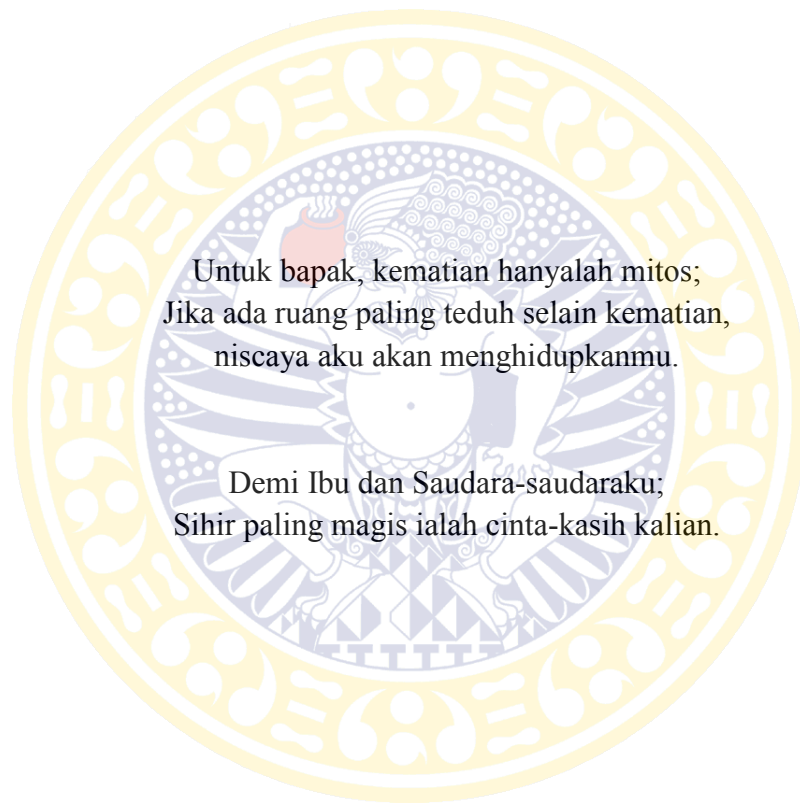 Untuk bapak, kematian hanyalah mitos;
Jika ada ruang paling teduh selain kematian,
niscaya aku akan menghidupkanmu.
Demi Ibu dan Saudara-saudaraku;
Sihir paling magis ialah cinta-kasih kalian.